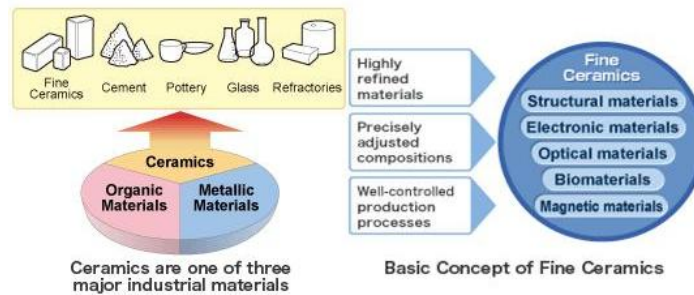 Fine
Ceramics
Cement
Pottery
Glass
Refractories
Ceramics
Organic
Materials
Metallic
Materials
Ceramics are one of three
major industrial materials
Highly
refined
materials
Precisely
adjusted
compositions
Well-controlled
production
processes
Fine
Ceramics
Structural materials
Electronic materials
Optical materials
Biomaterials
Magnetic materials
Basic Concept of Fine Ceramics